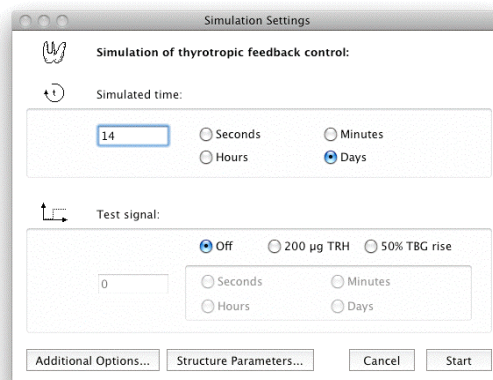 Simulation Settings
Simulation of thyrotropic feedback control:
t
Simulated time:
14
Seconds
Minutes
Hours
Days
Test signal:
Off
200 µg TRH
50% TBG rise
0
Seconds
Minutes
Hours
Days
Additional Options... Structure Parameters... Cancel Start